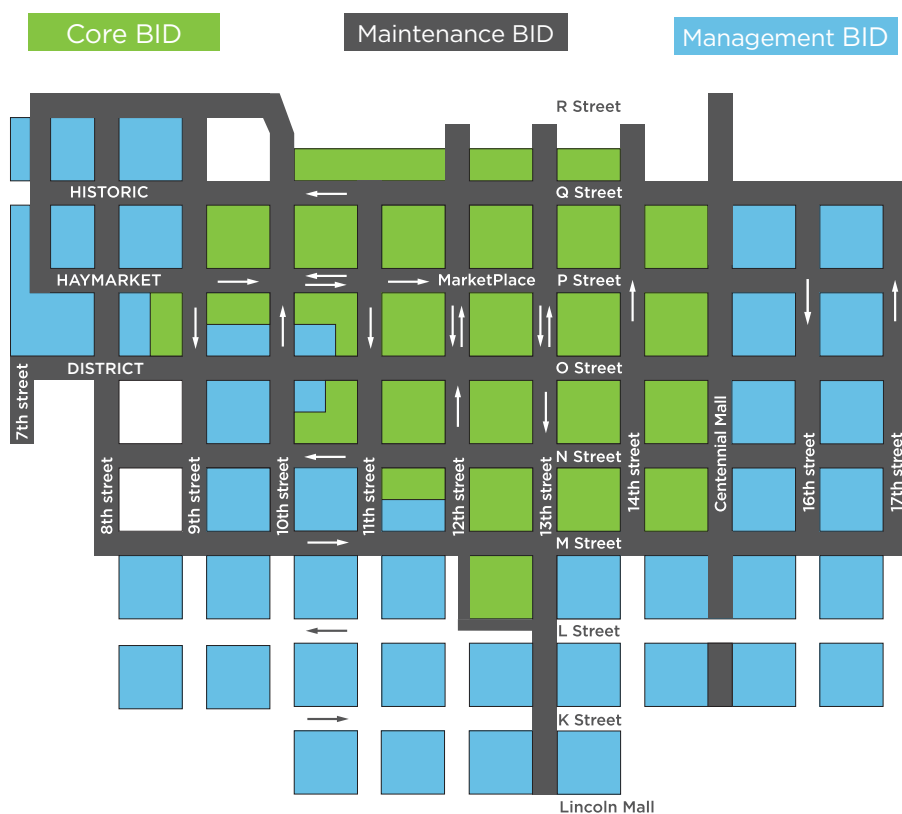 Core BID
Maintenance BID
Management BID
R Street
HISTORIC
Q Street
HAYMARKET
MarketPlace
P Street
DISTRICT
O Street
7th street
8th street
9th street
10th street
11th street
12th street
13th street
14th street
Centennial Mall
16th street
17th street
N Street
M Street
L Street
K Street
Lincoln Mall